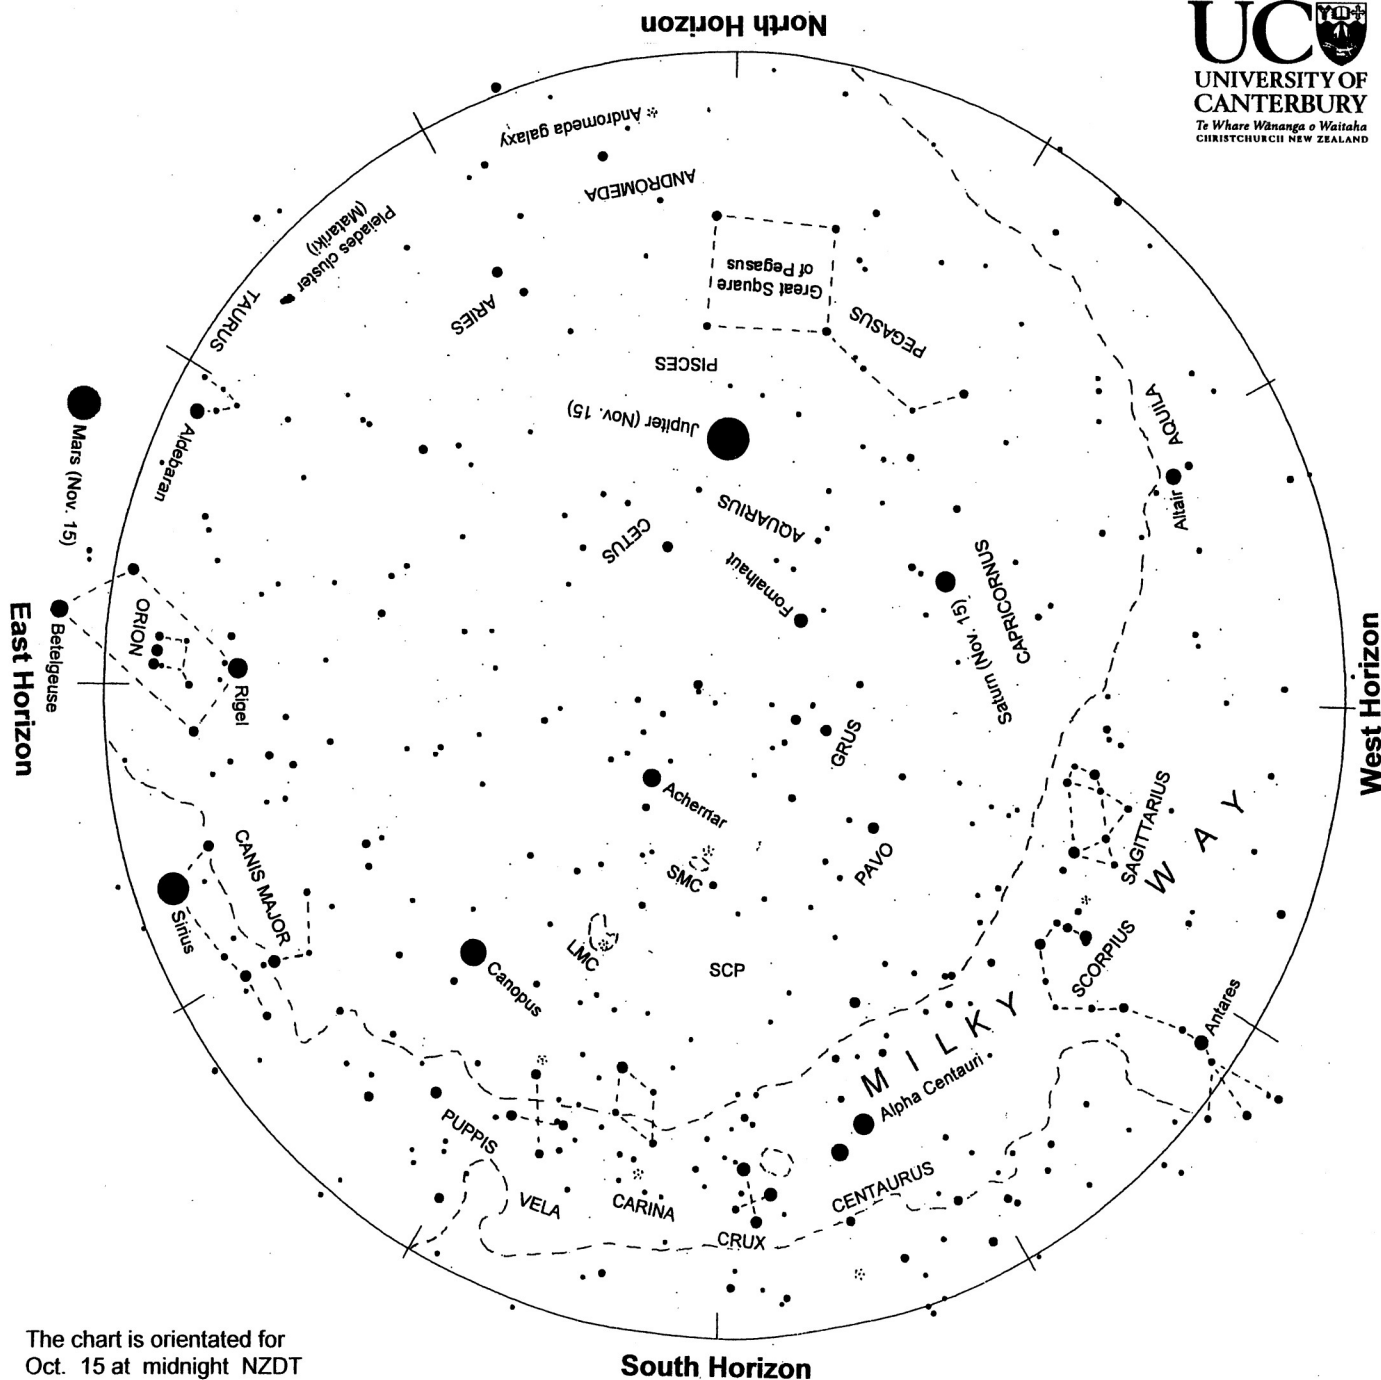 North Horizon
UC
UNIVERSITY OF
CANTERBURY
Te Whare Wānanga o Waitaha
CHRISTCHURCH NEW ZEALAND
Andromeda galaxy
ANDROMEDA
Pleiades cluster
(Matariki)
TAURUS
ARIES
Great Square
of Pegasus
PEGASUS
PISCES
Jupiter (Nov. 15)
AQUILA
Altair
Mars (Nov. 15)
Aldebaran
AQUARIUS
CETUS
Fomalhaut
CAPRICORNUS
Saturn (Nov. 15)
ORION
Betelgeuse
East Horizon
Rigel
West Horizon
GRUS
Achernar
SAGITTARIUS
CANIS MAJOR
SMC
PAVO
MILKY WAY
Sirius
LMC
SCP
SCORPIUS
Canopus
Antares
Alpha Centauri
PUPPIS
VELA
CARINA
CENTAURUS
CRUX
The chart is orientated for
Oct. 15 at midnight NZDT
South Horizon